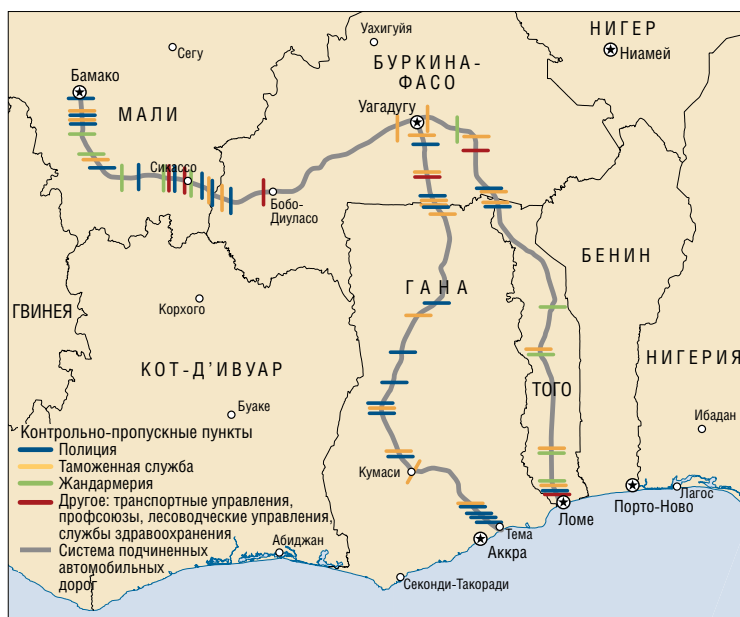 НИГЕР
Сегу
Уахигуйя
Ниамей
БУРКИНА-
ФАСО
Бамако
МАЛИ
Уагадугу
Сикассо
Бобо-
Диуласо
БЕНИН
ГАНА
ГВИНЕЯ
Корхого
КОТ-Д'ИВУАР
НИГЕРИЯ
ТОГО
Буаке
Ибадан
Контрольно-пропускные пункты
Полиция
Таможенная служба
Жандармерия
Другое: транспортные управления,
профсоюзы, лесоводческие управления,
службы здравоохранения
Система подчиненных
автомобильных
дорог
Кумаси
Лагос
Порто-Ново
Ломе
Тема
Аккра
Абиджан
Секонди-Такоради